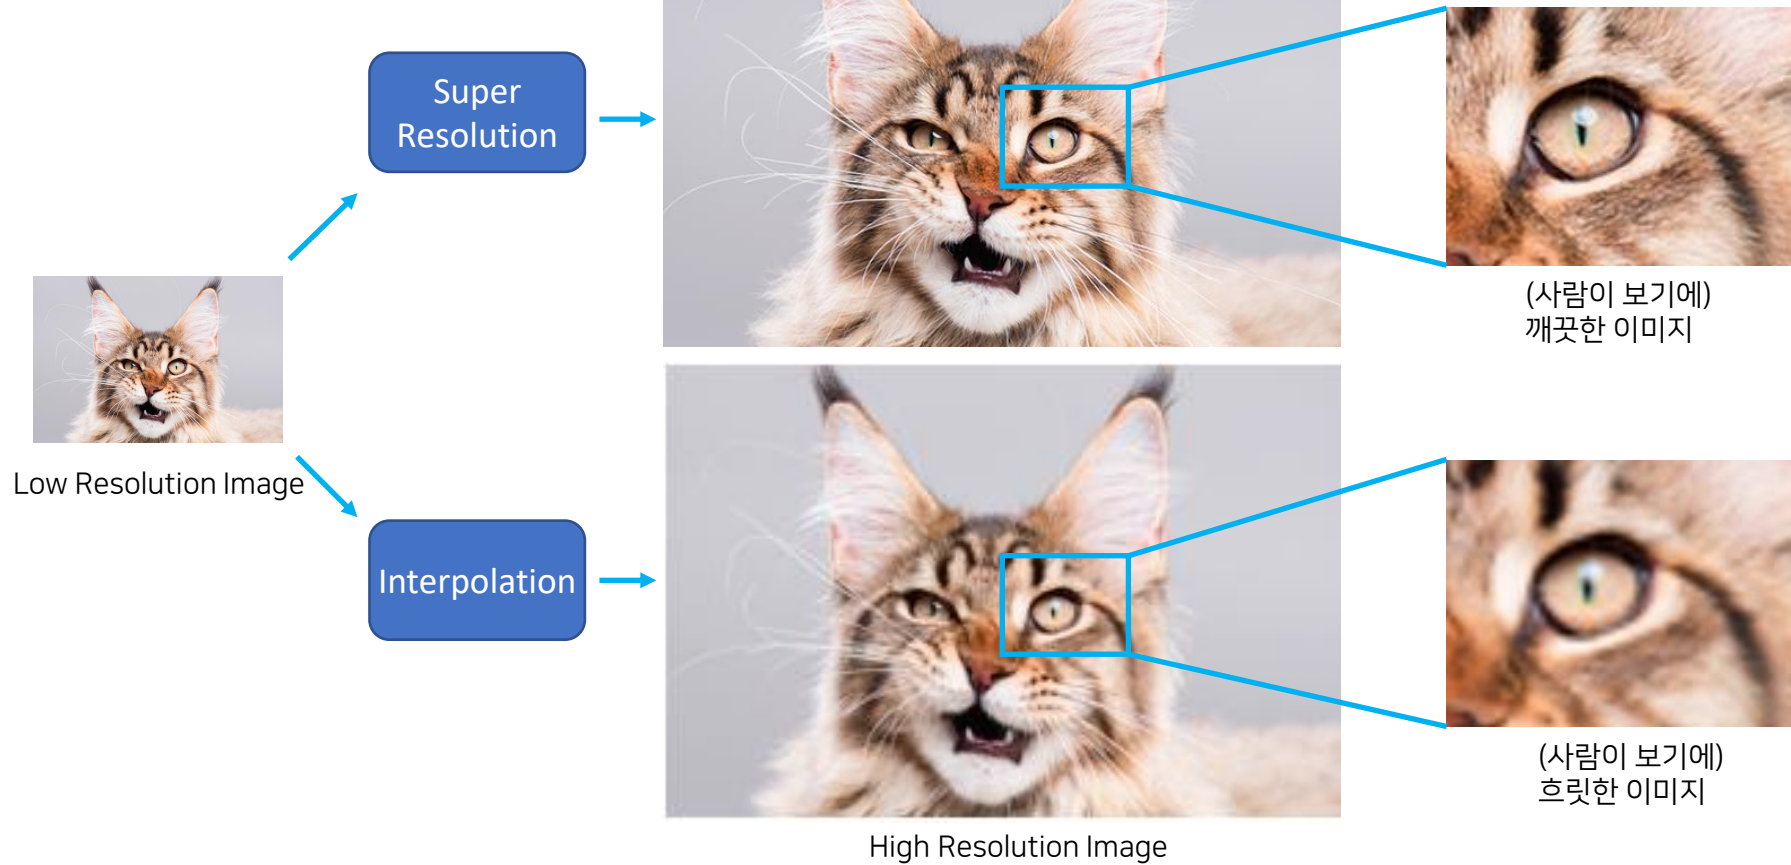 Super
Resolution
(사람이 보기에)
깨끗한 이미지
Low Resolution Image
Interpolation
(사람이 보기에)
흐릿한 이미지
High Resolution Image